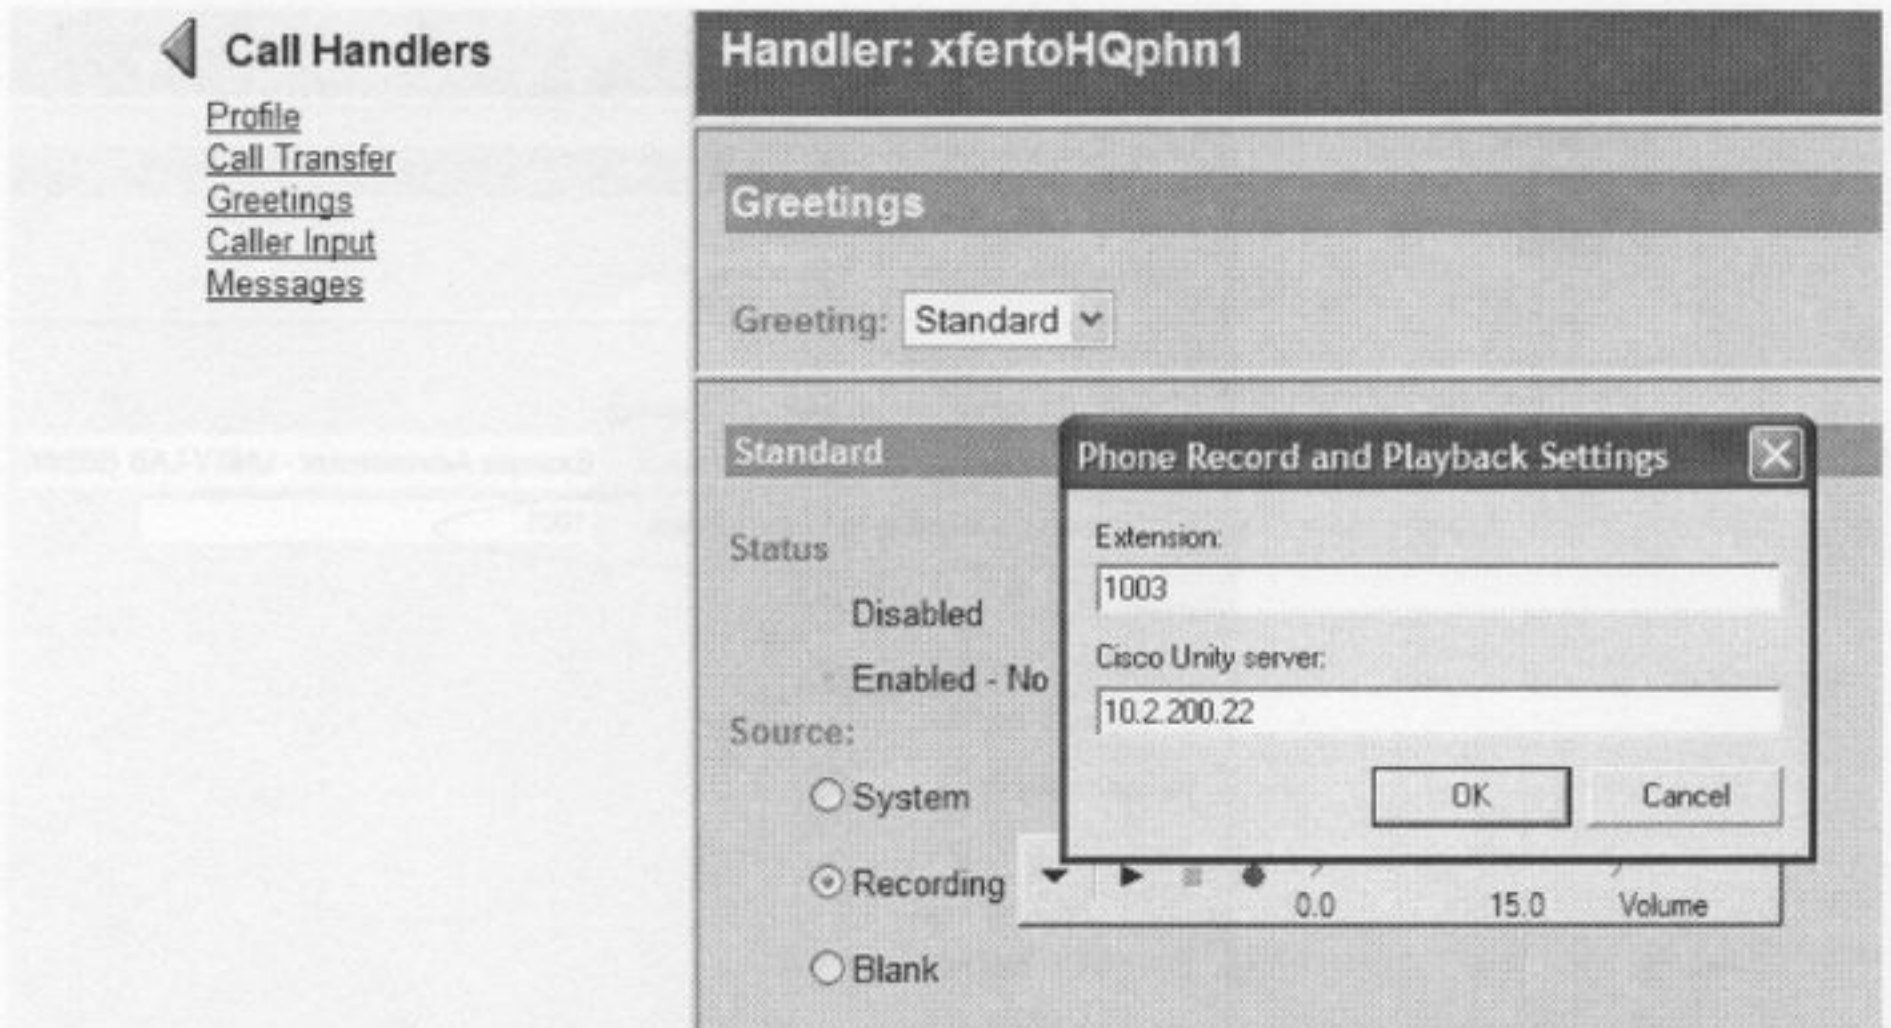 Call Handlers
Profile
Call Transfer
Greetings
Caller Input
Messages
Handler: xfertoHQphn1
Greetings
Greeting: Standard
Standard
Status
Disabled
Enabled - No
Source:
System
Recording
Blank
Phone Record and Playback Settings
Extension:
1003
Cisco Unity server:
10.2.200.22
OK Cancel
0.0 15.0 Volume